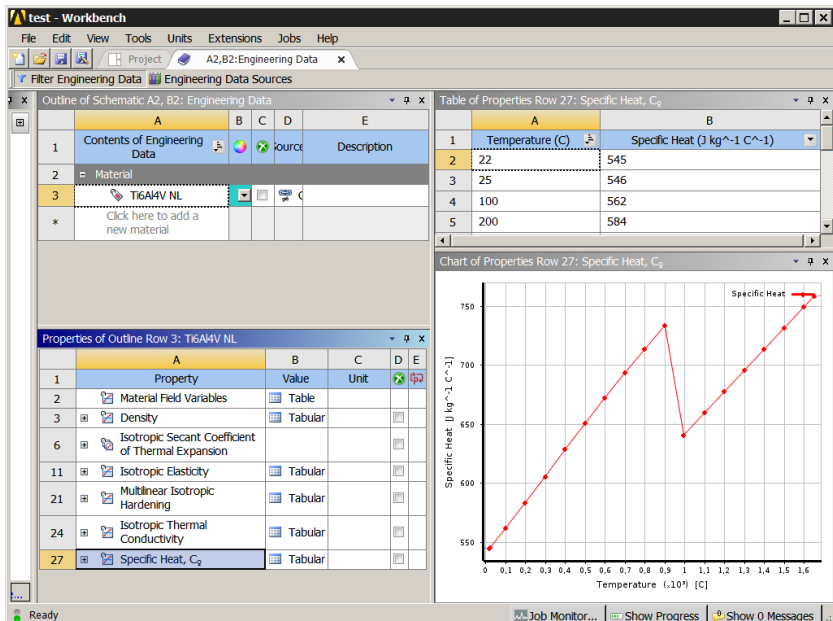 test - Workbench
File Edit View Tools Units Extensions Jobs Help
Project A2,B2:Engineering Data x
Filter Engineering Data Engineering Data Sources
Outline of Schematic A2, B2: Engineering Data
A B C D E
1 Contents of Engineering Data Source Description
2 Material
3 Ti6Al4V NL
* Click here to add a new material
Properties of Outline Row 3: Ti6Al4V NL
A B C D E
1 Property Value Unit
2 Material Field Variables Table
3 Density Tabular
6 Isotropic Secant Coefficient of Thermal Expansion Tabular
11 Isotropic Elasticity Tabular
21 Multilinear Isotropic Hardening Tabular
24 Isotropic Thermal Conductivity Tabular
27 Specific Heat, Cₚ Tabular
Table of Properties Row 27: Specific Heat, Cₚ
A B
1 Temperature (C) Specific Heat (J kg^-1 C^-1)
2 22 545
3 25 546
4 100 562
5 200 584
Chart of Properties Row 27: Specific Heat, Cₚ
Specific Heat
750
700
650
600
550
Specific Heat [J kg^-1 C^-1]
0 0,1 0,2 0,3 0,4 0,5 0,6 0,7 0,8 0,9 1 1,1 1,2 1,3 1,4 1,5 1,6
Temperature (x10³) [C]
Ready
Job Monitor... Show Progress Show 0 Messages